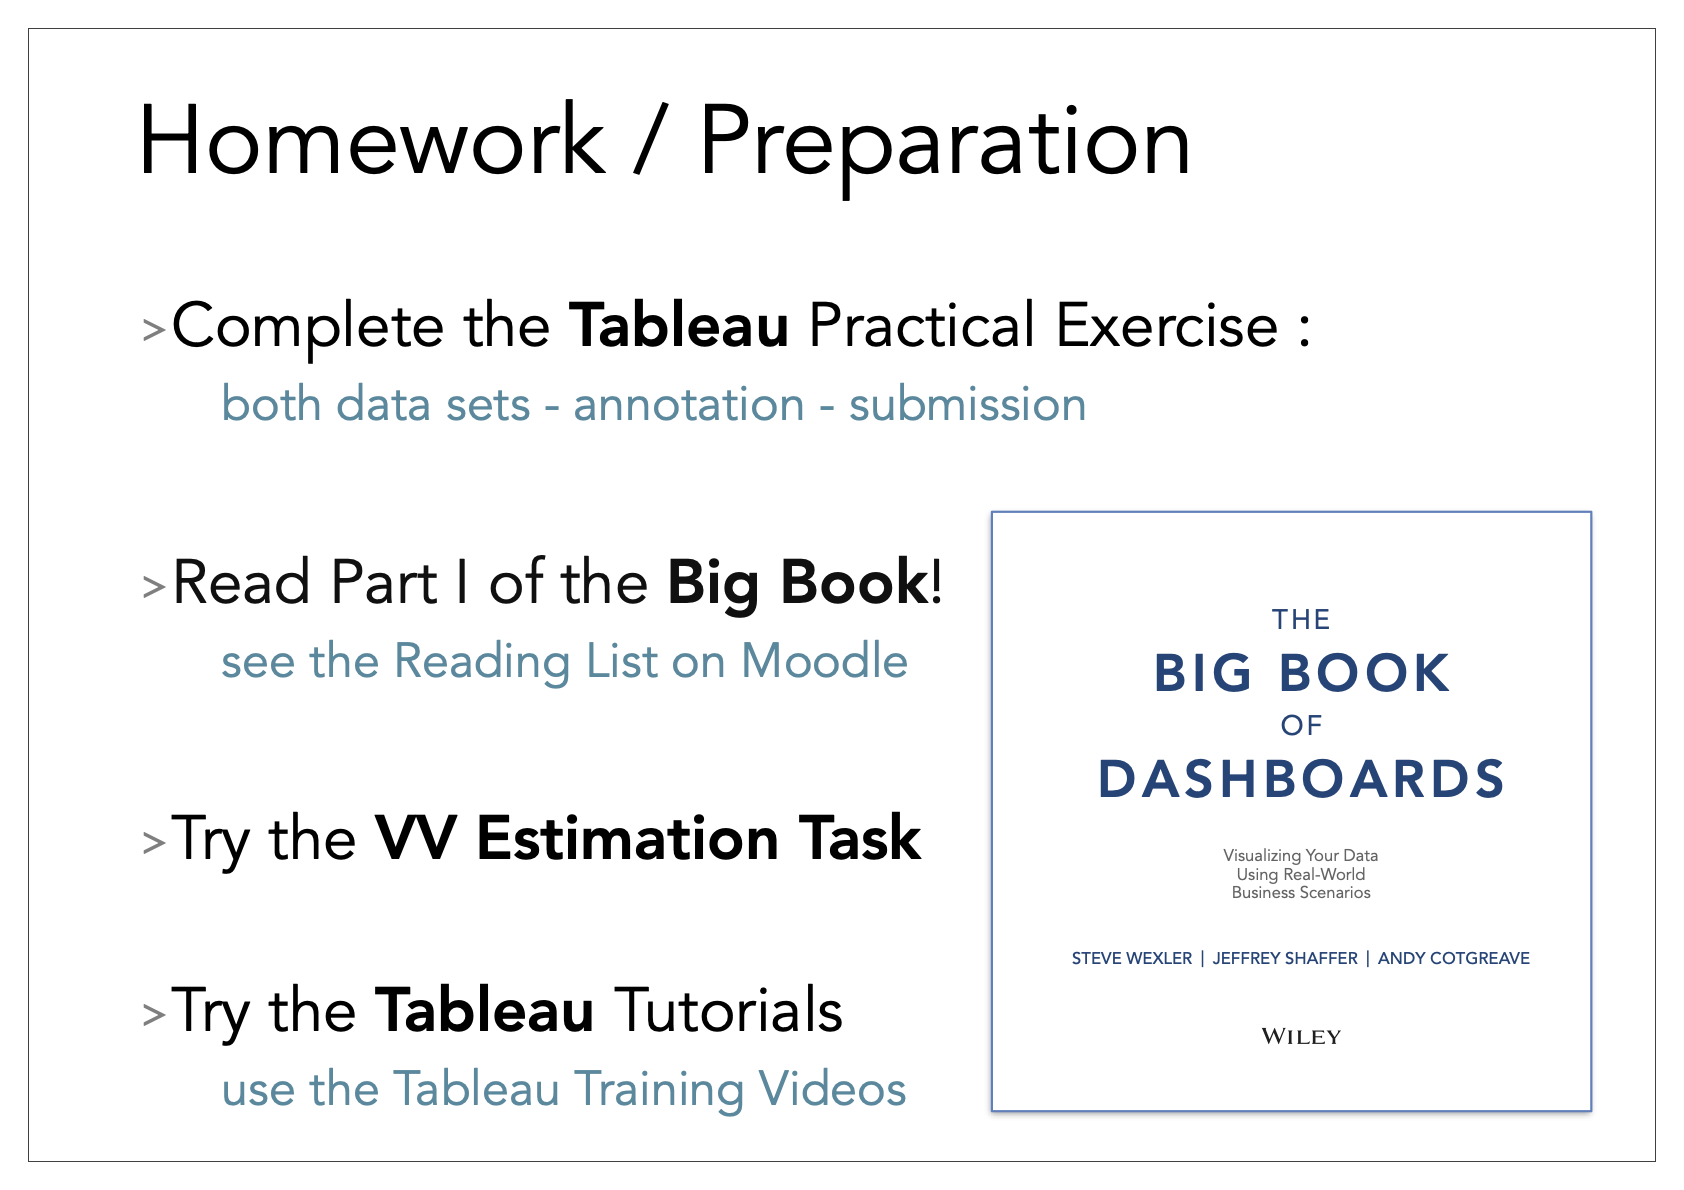 Homework / Preparation
>Complete the Tableau Practical Exercise :
both data sets - annotation - submission
>Read Part I of the Big Book!
see the Reading List on Moodle
>Try the VV Estimation Task
>Try the Tableau Tutorials
use the Tableau Training Videos
THE
BIG BOOK
OF
DASHBOARDS
Visualizing Your Data
Using Real-World
Business Scenarios
STEVE WEXLER | JEFFREY SHAFFER | ANDY COTGREAVE
WILEY